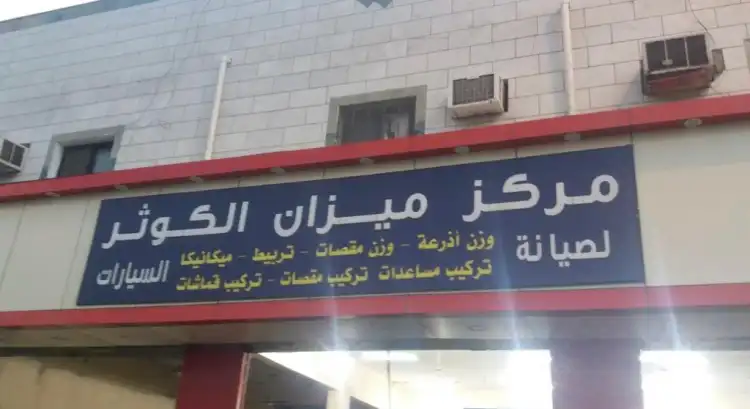 مركز ميزان الكوثر
لصيانة السيارات
وزن أذرعة - وزن مقصات - تربيط - ميكانيكا
تركيب مساعدات تركيب مقصات - تركيب قماشات